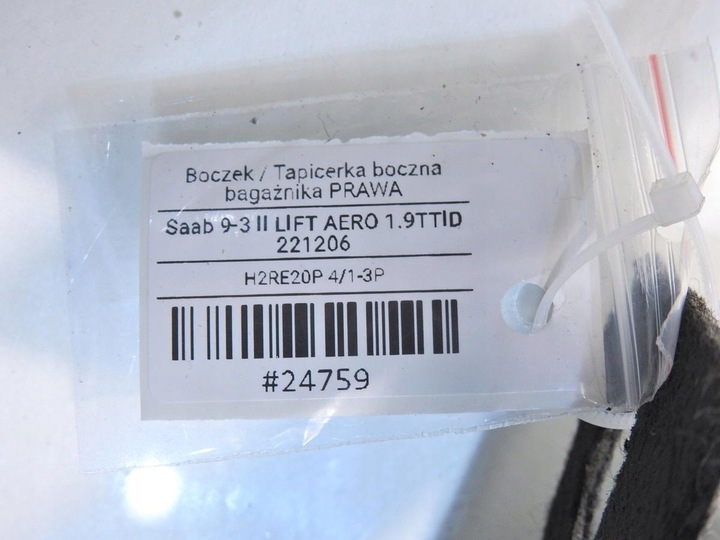 Boczek / Tapicerka boczna
bagażnika PRAWA
Saab 9-3 II LIFT AERO 1.9TTID
221206
H2RE20P 4/1-3P
#24759